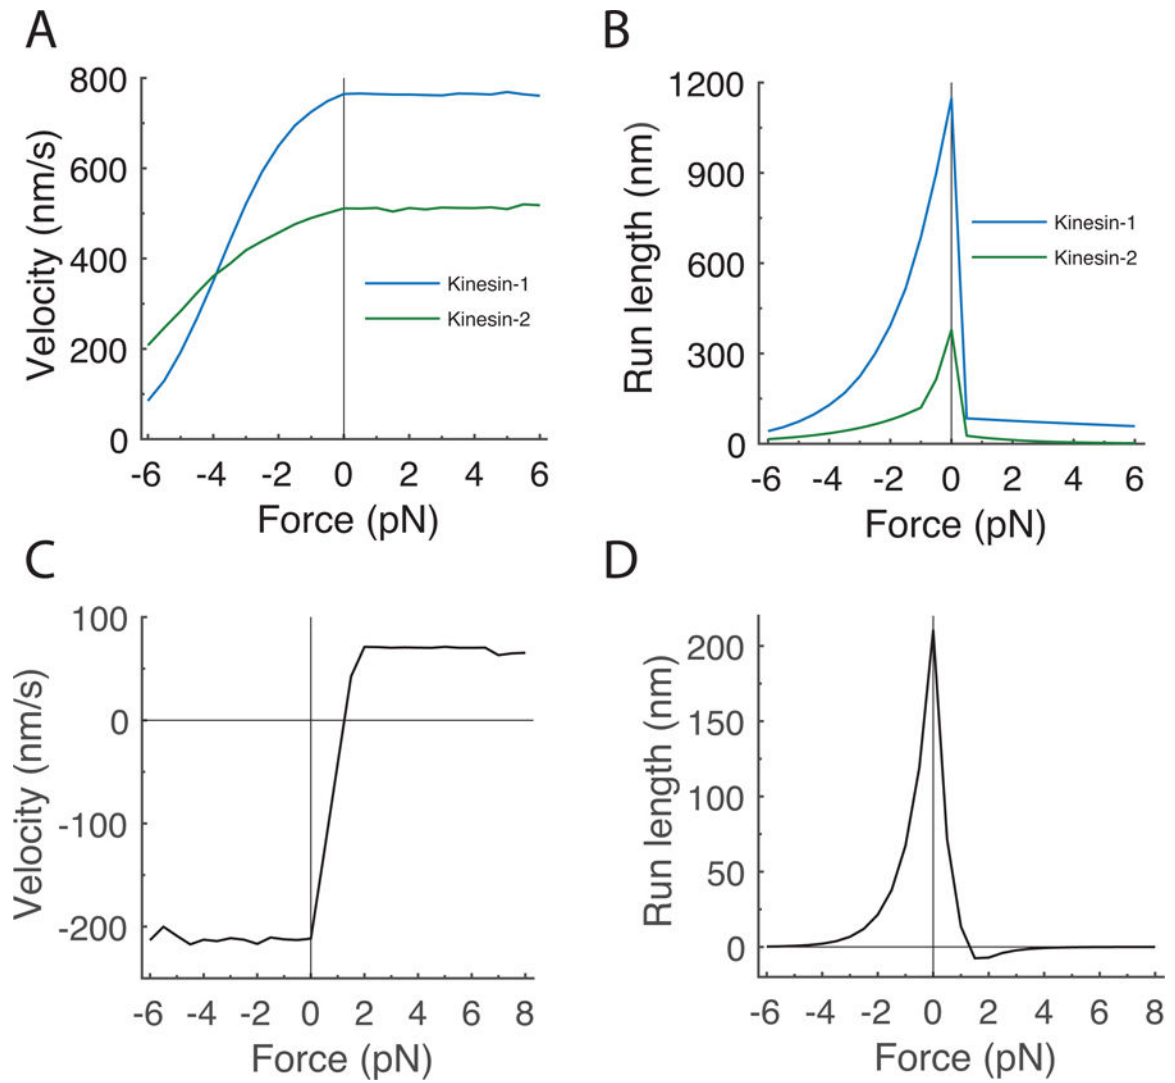 A
Velocity (nm/s)
800
600
400
200
0
Kinesin-1
Kinesin-2
-6 -4 -2 0 2 4 6
Force (pN)
B
Run length (nm)
1200
900
600
300
0
Kinesin-1
Kinesin-2
-6 -4 -2 0 2 4 6
Force (pN)
C
Velocity (nm/s)
100
0
-100
-200
-6 -4 -2 0 2 4 6 8
Force (pN)
D
Run length (nm)
200
150
100
50
0
-6 -4 -2 0 2 4 6 8
Force (pN)